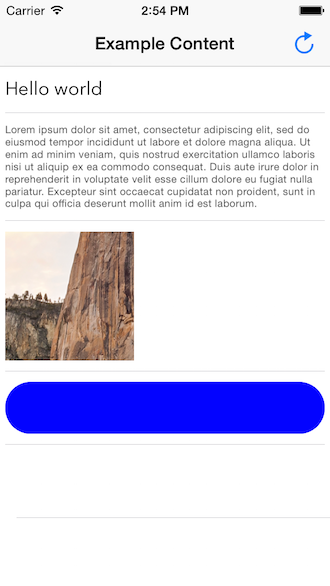 Carrier 2:54 PM
Example Content
Hello world
Lorem ipsum dolor sit amet, consectetur adipiscing elit, sed do
eiusmod tempor incididunt ut labore et dolore magna aliqua. Ut
enim ad minim veniam, quis nostrud exercitation ullamco laboris
nisi ut aliquip ex ea commodo consequat. Duis aute irure dolor in
reprehenderit in voluptate velit esse cillum dolore eu fugiat nulla
pariatur. Excepteur sint occaecat cupidatat non proident, sunt in
culpa qui officia deserunt mollit anim id est laborum.